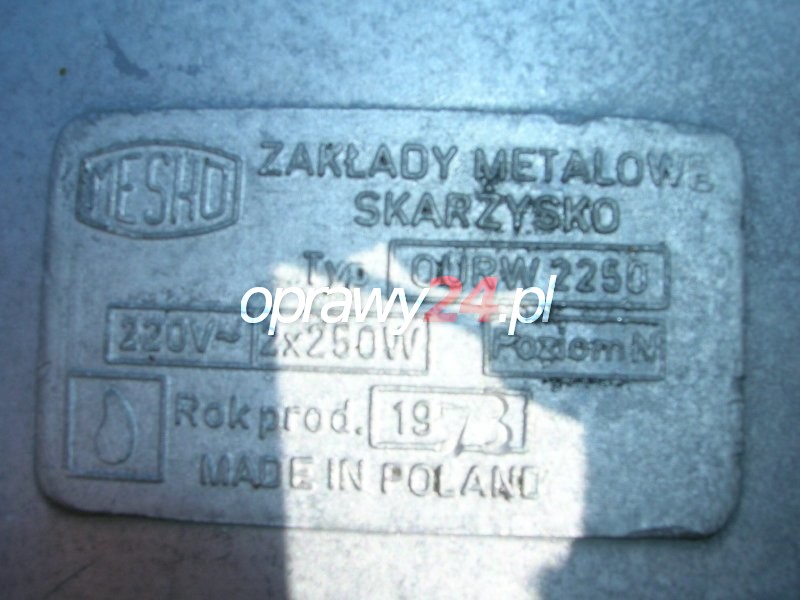 MESKO
ZAKŁADY METALOWE
SKARŻYSKO
Typ OURW 2250
oprawy24.pl
220V~ 2x250W Poziom M
Rok prod. 1973
MADE IN POLAND